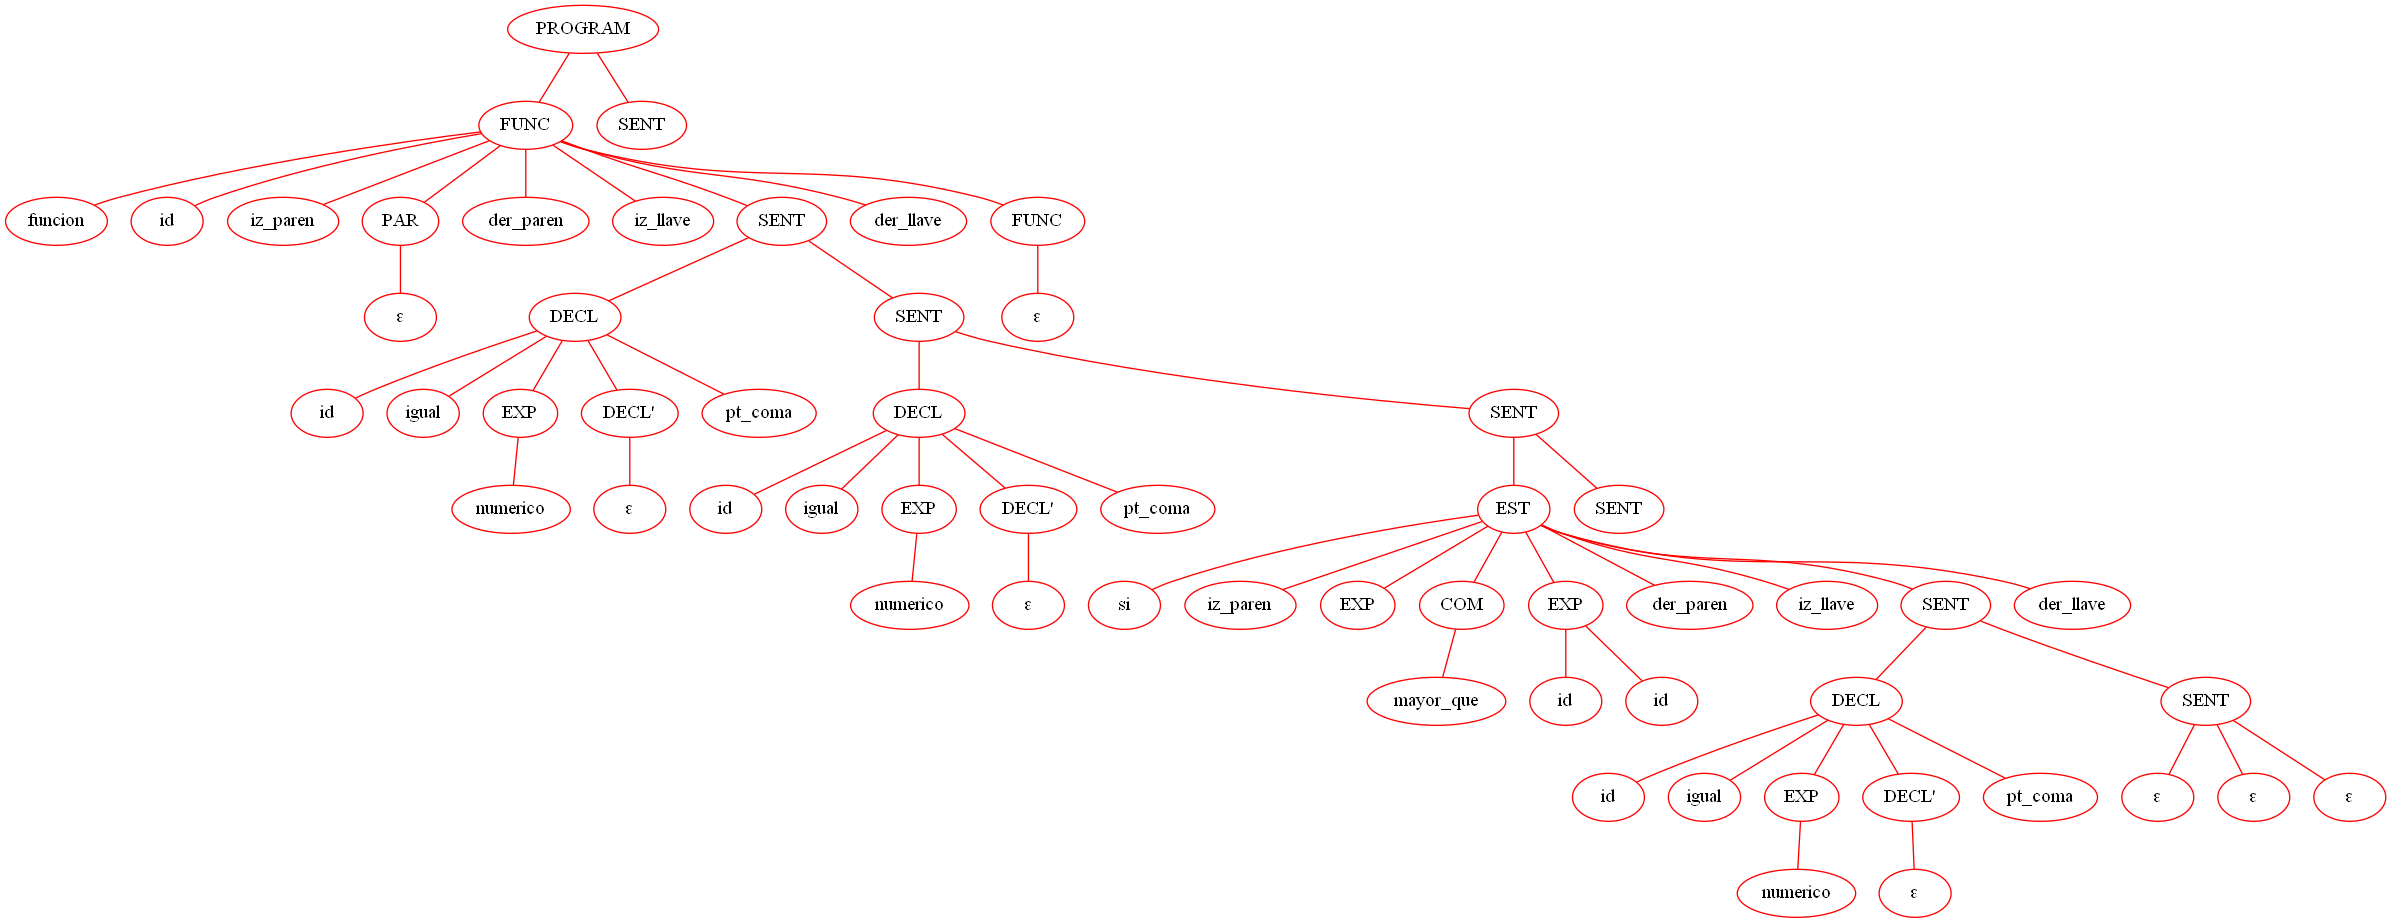 PROGRAM
FUNC SENT
funcion id iz_paren PAR der_paren iz_llave SENT der_llave FUNC
ε DECL SENT ε
id igual EXP DECL' pt_coma DECL SENT
numerico ε id igual EXP DECL' pt_coma EST SENT
numerico ε si iz_paren EXP COM EXP der_paren iz_llave SENT der_llave
mayor_que id id DECL SENT
id igual EXP DECL' pt_coma ε ε ε
numerico ε